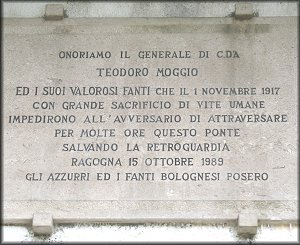 ONORIAMO IL GENERALE DI C.D'A
TEODORO MOGGIO
ED I SUOI VALOROSI FANTI CHE IL 1 NOVEMBRE 1917
CON GRANDE SACRIFICIO DI VITE UMANE
IMPEDIRONO ALL'AVVERSARIO DI ATTRAVERSARE
PER MOLTE ORE QUESTO PONTE
SALVANDO LA RETROGUARDIA
RAGOGNA 15 OTTOBRE 1989
GLI AZZURRI ED I FANTI BOLOGNESI POSERO